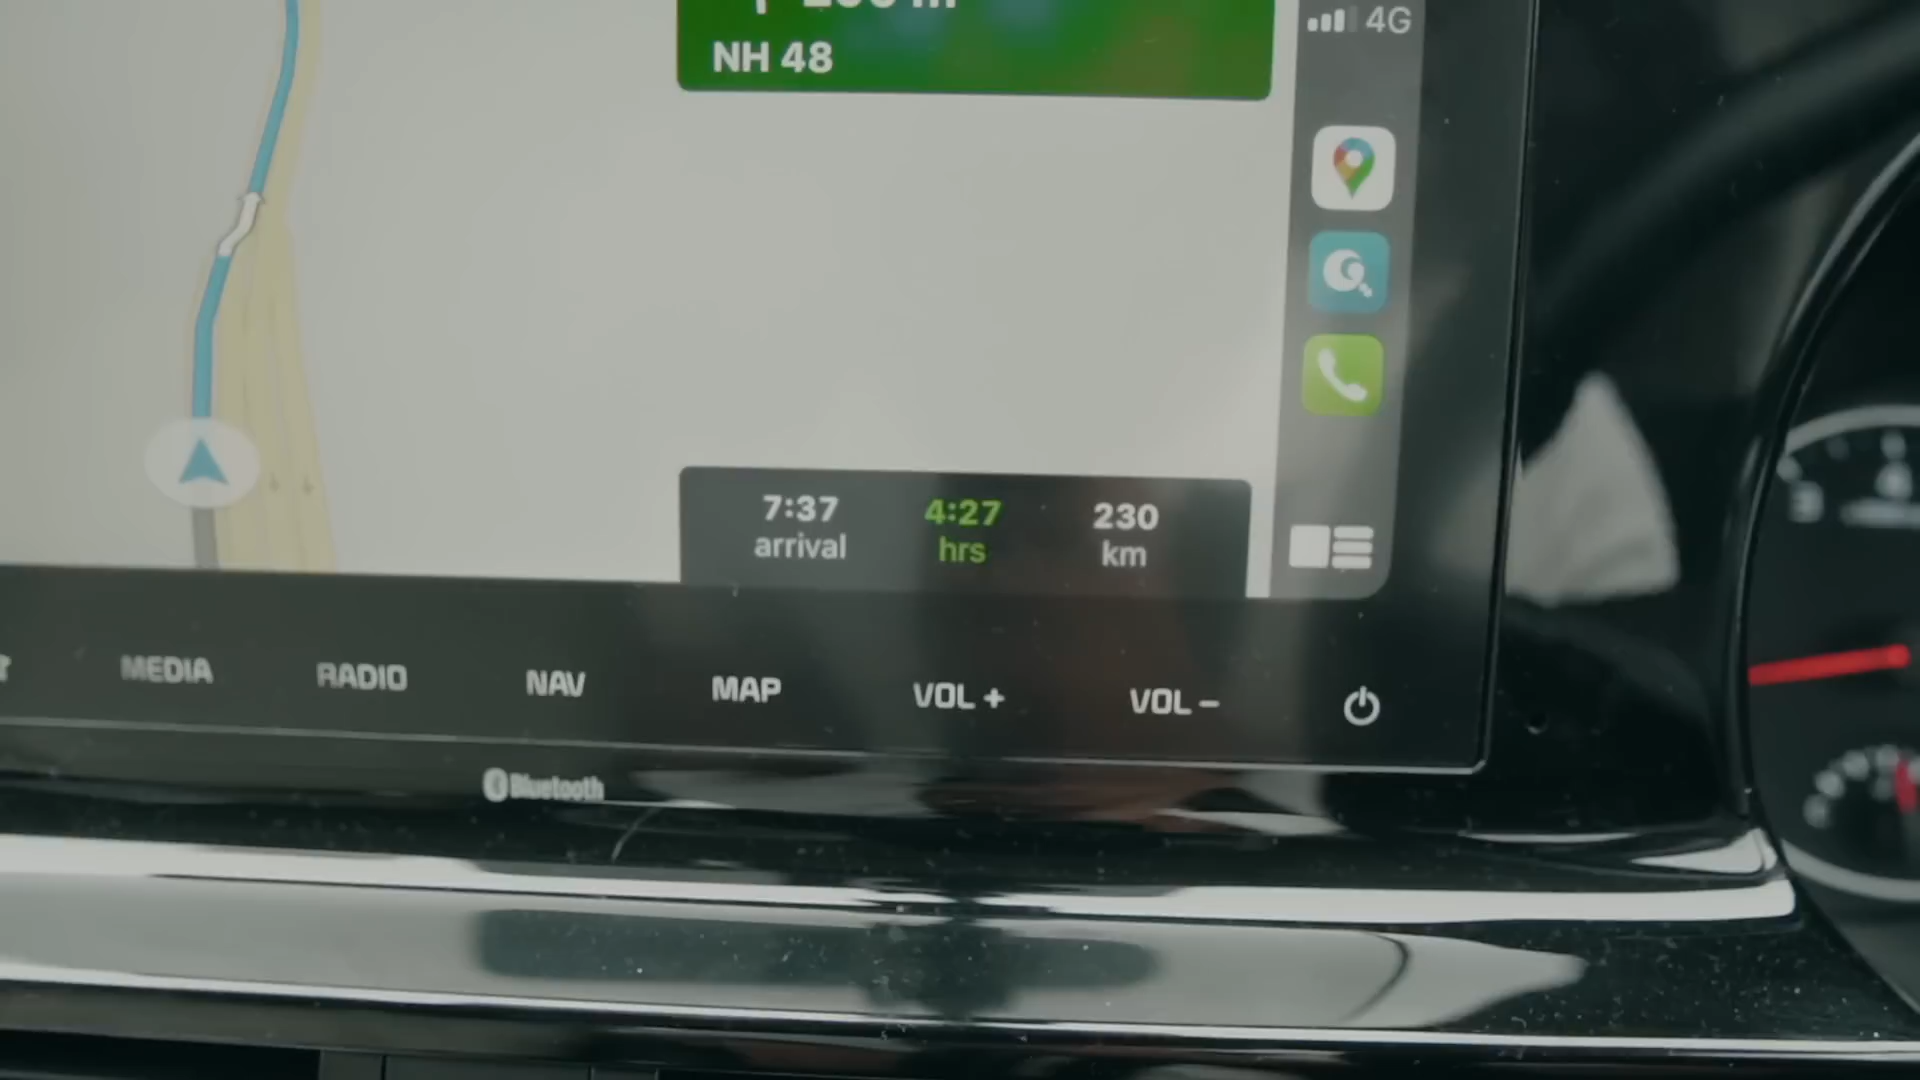 4G
NH 48
7:37 4:27 230
arrival hrs km
MEDIA RADIO NAV MAP VOL + VOL –
Bluetooth